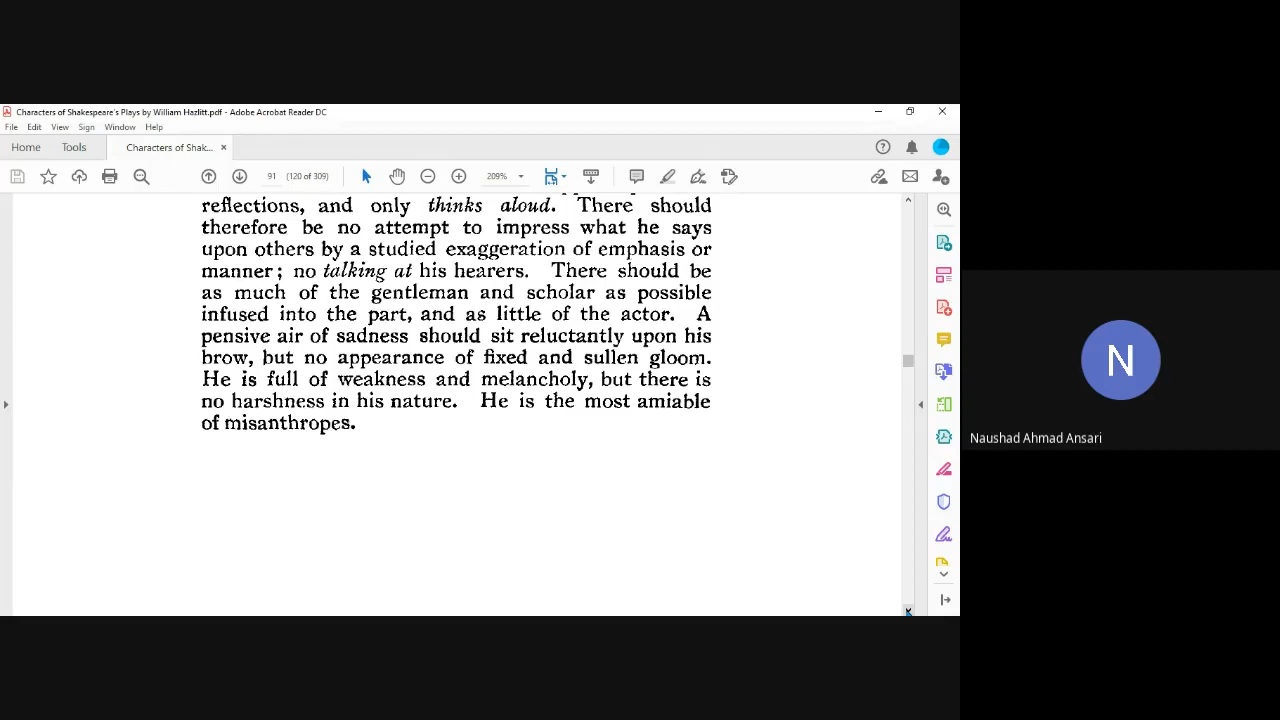 Characters of Shakespeare's Plays by William Hazlitt.pdf - Adobe Acrobat Reader DC
File Edit View Sign Window Help
Home Tools Characters of Shak... ×
91 (120 of 309) 209%
reflections, and only thinks aloud. There should
therefore be no attempt to impress what he says
upon others by a studied exaggeration of emphasis or
manner; no talking at his hearers. There should be
as much of the gentleman and scholar as possible
infused into the part, and as little of the actor. A
pensive air of sadness should sit reluctantly upon his
brow, but no appearance of fixed and sullen gloom.
He is full of weakness and melancholy, but there is
no harshness in his nature. He is the most amiable
of misanthropes.
N
Naushad Ahmad Ansari